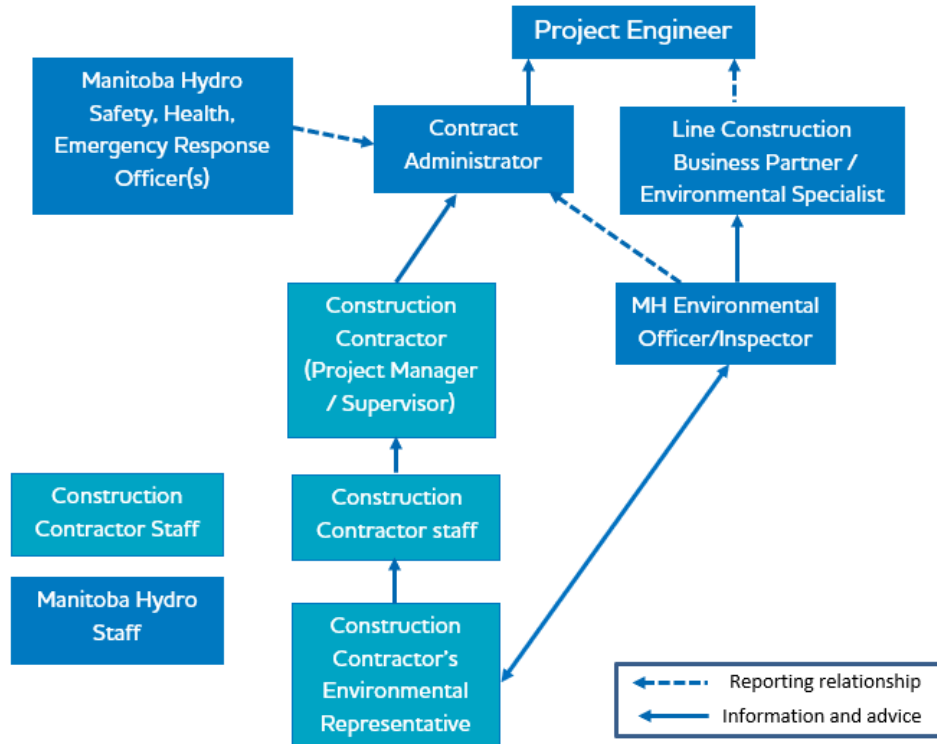 Project Engineer
Manitoba Hydro
Safety, Health,
Emergency Response
Officer(s)
Contract
Administrator
Line Construction
Business Partner /
Environmental Specialist
Construction
Contractor
(Project Manager
/ Supervisor)
MH Environmental
Officer/Inspector
Construction
Contractor Staff
Construction
Contractor staff
Manitoba Hydro
Staff
Construction
Contractor's
Environmental
Representative
Reporting relationship
Information and advice